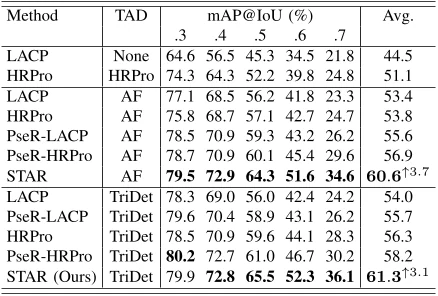 Method TAD mAP@IoU (%) Avg.
.3 .4 .5 .6 .7
LACP None 64.6 56.5 45.3 34.5 21.8 44.5
HRPro HRPro 74.3 64.3 52.2 39.8 24.8 51.1
LACP AF 77.1 68.5 56.2 41.8 23.3 53.4
HRPro AF 75.8 68.7 57.1 42.7 24.7 53.8
PseR-LACP AF 78.5 70.9 59.3 43.2 26.2 55.6
PseR-HRPro AF 78.7 70.9 60.1 45.4 29.6 56.9
STAR AF 79.5 72.9 64.3 51.6 34.6 60.6↑3.7
LACP TriDet 78.3 69.0 56.0 42.4 24.2 54.0
PseR-LACP TriDet 79.6 70.4 58.9 43.1 26.2 55.7
HRPro TriDet 78.5 70.9 59.6 44.1 28.3 56.3
PseR-HRPro TriDet 80.2 72.7 61.0 46.7 30.2 58.2
STAR (Ours) TriDet 79.9 72.8 65.5 52.3 36.1 61.3↑3.1